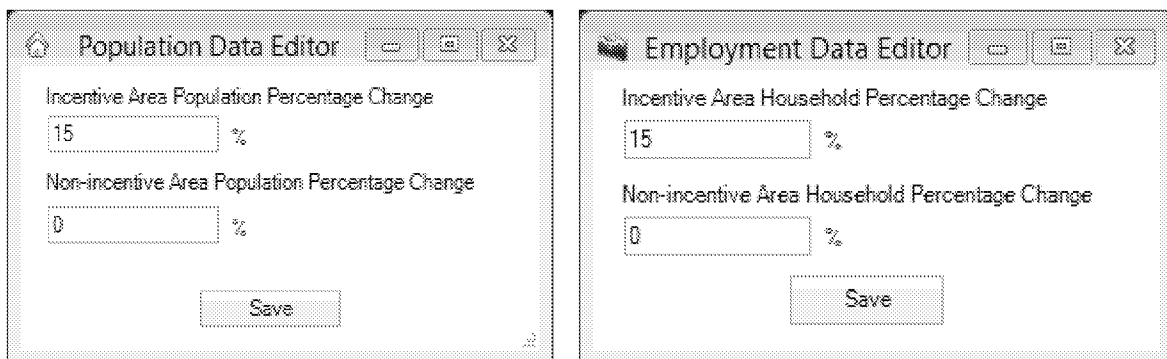 Population Data Editor
Incentive Area Population Percentage Change
15 %
Non-incentive Area Population Percentage Change
0 %
Save
Employment Data Editor
Incentive Area Household Percentage Change
15 %
Non-incentive Area Household Percentage Change
0 %
Save